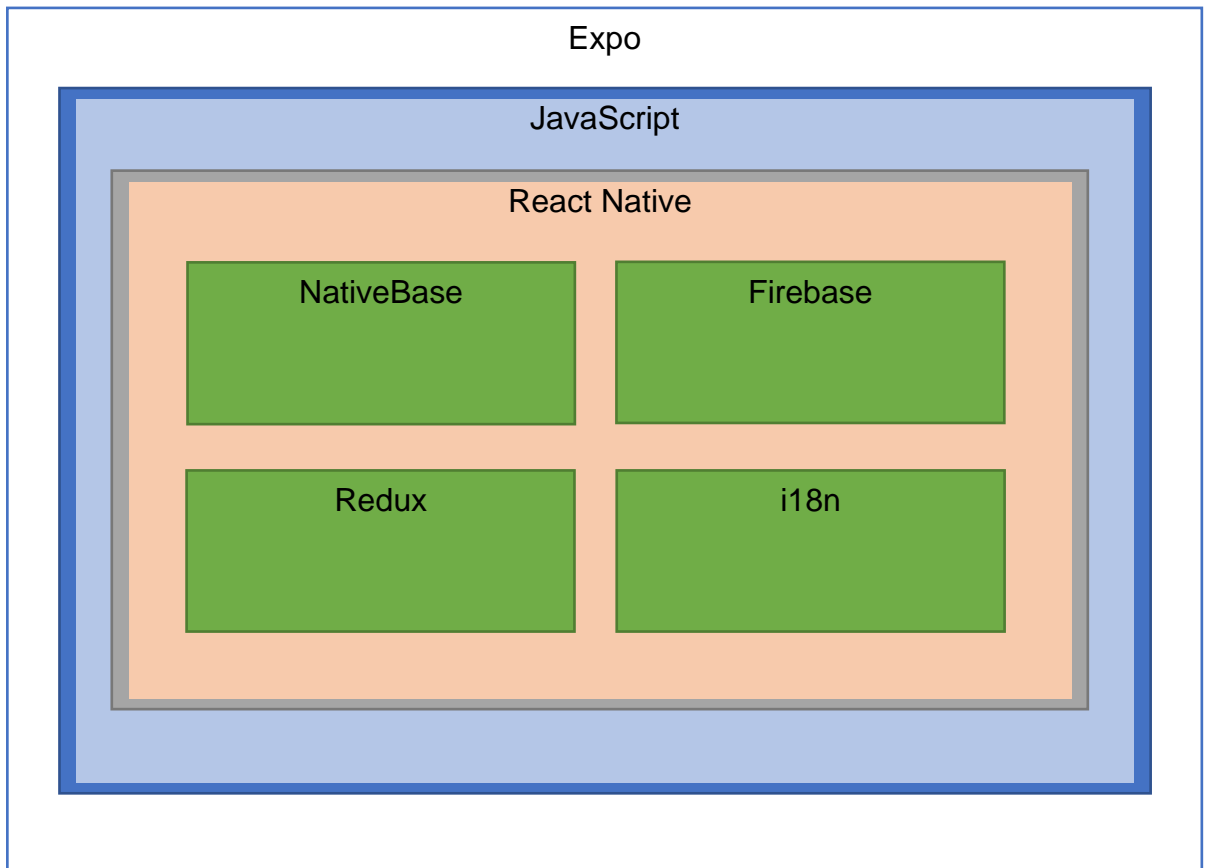 Expo
JavaScript
React Native
NativeBase
Firebase
Redux
i18n